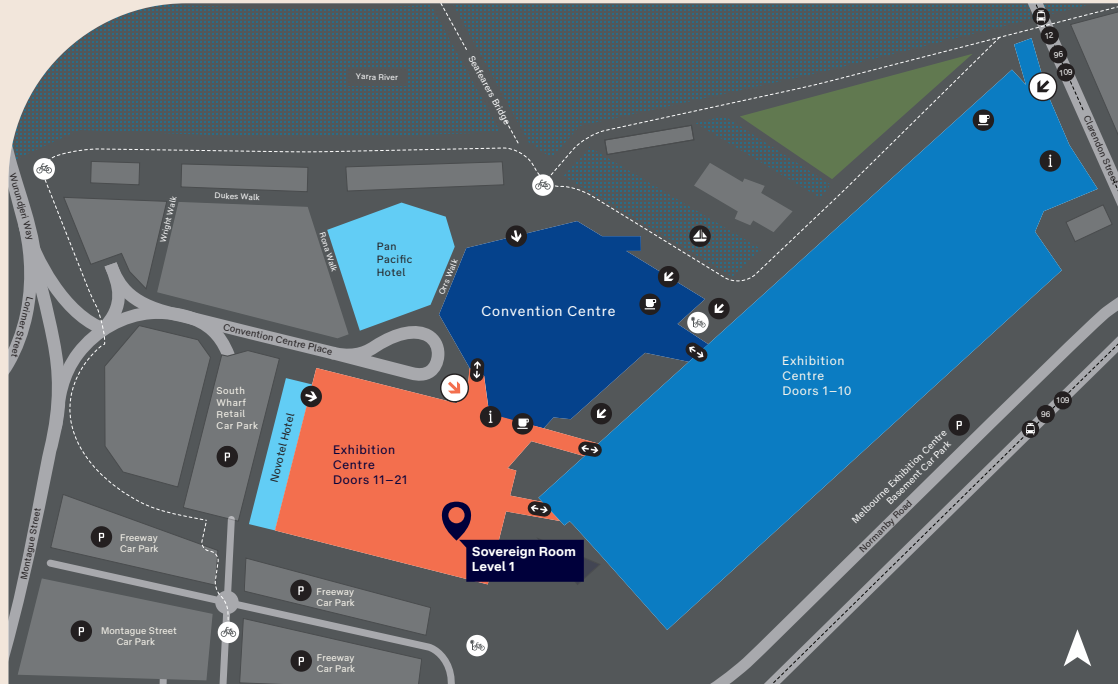 Yarra River
Seafearers Bridge
12
96
109
Clarendon Street
Wurundjeri Way
Dukes Walk
Wright Walk
Rona Walk
Pan
Pacific
Hotel
Orrs Walk
Convention Centre
i
Lorimer Street
Convention Centre Place
Exhibition
Centre
Doors 1–10
South
Wharf
Retail
Car Park
P
Novotel Hotel
i
Exhibition
Centre
Doors 11–21
109
96
P
Melbourne Exhibition Centre
Basement Car Park
Normanby Road
Sovereign Room
Level 1
Montague Street
P
Freeway
Car Park
P
Freeway
Car Park
P
Montague Street
Car Park
P
Freeway
Car Park